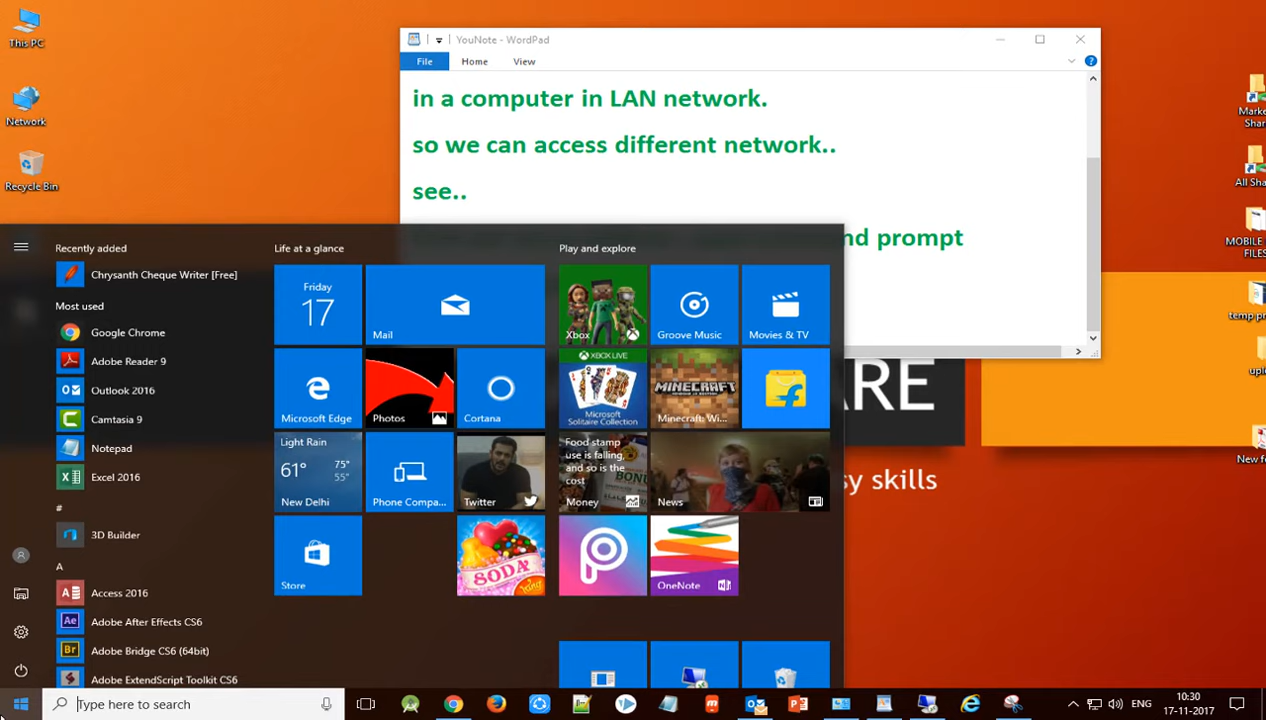 This PC
Network
Recycle Bin
YouNote - WordPad
File Home View
in a computer in LAN network.
so we can access different network..
see..
nd prompt
Marke
Shar
All Sha
MOBILE
FILES
temp pr
uplo
New fo
ARE
sy skills
Recently added
Chrysanth Cheque Writer [Free]
Most used
Google Chrome
Adobe Reader 9
Outlook 2016
Camtasia 9
Notepad
Excel 2016
#
3D Builder
A
Access 2016
Adobe After Effects CS6
Adobe Bridge CS6 (64bit)
Adobe ExtendScript Toolkit CS6
Life at a glance
Friday
17
Mail
Microsoft Edge
Photos
Cortana
Light Rain
61° 75°
55°
New Delhi
Phone Compa...
Twitter
Store
SODA
King
Play and explore
Xbox
Groove Music
Movies & TV
XBOX LIVE
Microsoft
Solitaire Collection
MINECRAFT
Minecraft: Wi...
Food stamp
use is falling,
and so is the
cost
Money
News
OneNote
Type here to search
ENG
10:30
17-11-2017